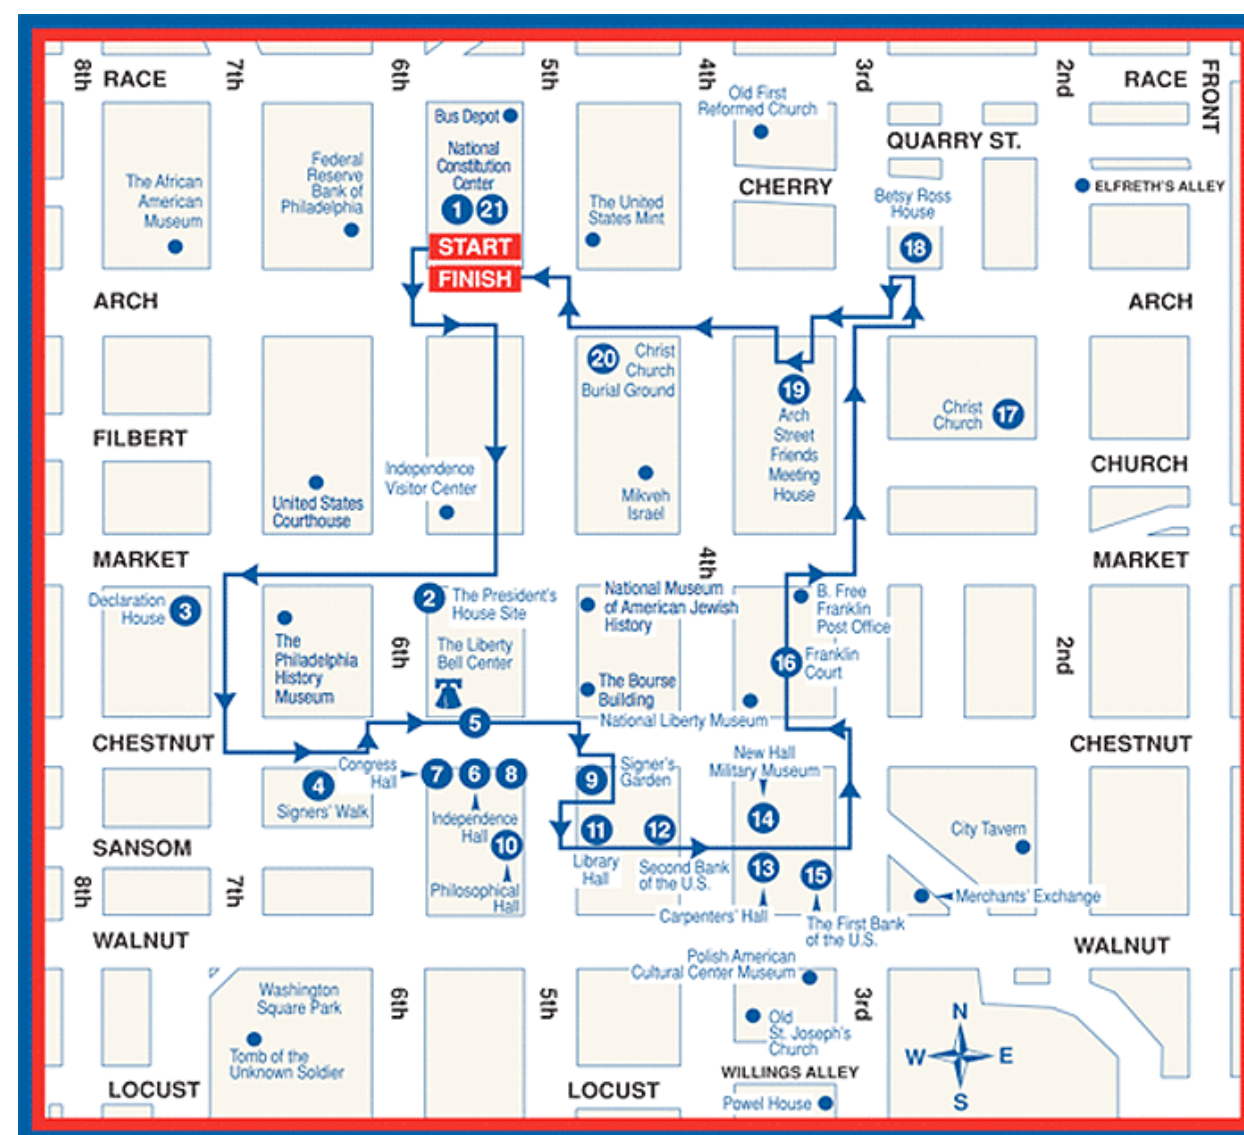 8th
RACE
7th
6th
5th
4th
3rd
2nd
RACE
FRONT
Bus Depot
National
Constitution
Center
1
21
START
FINISH
Old First
Reformed Church
QUARRY ST.
CHERRY
The African
American
Museum
Federal
Reserve
Bank of
Philadelphia
The United
States Mint
Betsy Ross
House
18
ELFRETH'S ALLEY
ARCH
ARCH
20
Christ
Church
Burial Ground
19
Arch
Street
Friends
Meeting
House
Christ
Church
17
FILBERT
CHURCH
Independence
Visitor Center
United States
Courthouse
Mikveh
Israel
MARKET
4th
MARKET
Declaration
House
3
The
Philadelphia
History
Museum
6th
2
The President's
House Site
The Liberty
Bell Center
5
National Museum
of American Jewish
History
The Bourse
Building
National Liberty Museum
B. Free
Franklin
Post Office
16
Franklin
Court
2nd
CHESTNUT
CHESTNUT
4
Signers' Walk
Congress
Hall
7
6
8
Independence
Hall
10
Philosophical
Hall
9
Signer's
Garden
11
Library
Hall
12
Second Bank
of the U.S.
New Hall
Military Museum
14
13
Carpenters' Hall
15
The First Bank
of the U.S.
City Tavern
Merchants' Exchange
SANSOM
8th
7th
WALNUT
WALNUT
Washington
Square Park
Tomb of the
Unknown Soldier
6th
5th
Polish American
Cultural Center Museum
Old
St. Joseph's
Church
3rd
WILLINGS ALLEY
Powel House
LOCUST
LOCUST
N
W
E
S